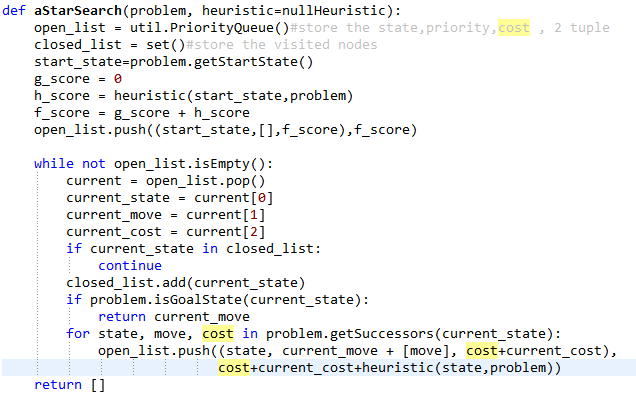 def aStarSearch(problem, heuristic=nullHeuristic):
    open_list = util.PriorityQueue()#store the state,priority,cost , 2 tuple
    closed_list = set()#store the visited nodes
    start_state=problem.getStartState()
    g_score = 0
    h_score = heuristic(start_state,problem)
    f_score = g_score + h_score
    open_list.push((start_state,[],f_score),f_score)

    while not open_list.isEmpty():
        current = open_list.pop()
        current_state = current[0]
        current_move = current[1]
        current_cost = current[2]
        if current_state in closed_list:
            continue
        closed_list.add(current_state)
        if problem.isGoalState(current_state):
            return current_move
        for state, move, cost in problem.getSuccessors(current_state):
            open_list.push((state, current_move + [move], cost+current_cost),
                           cost+current_cost+heuristic(state,problem))
    return []